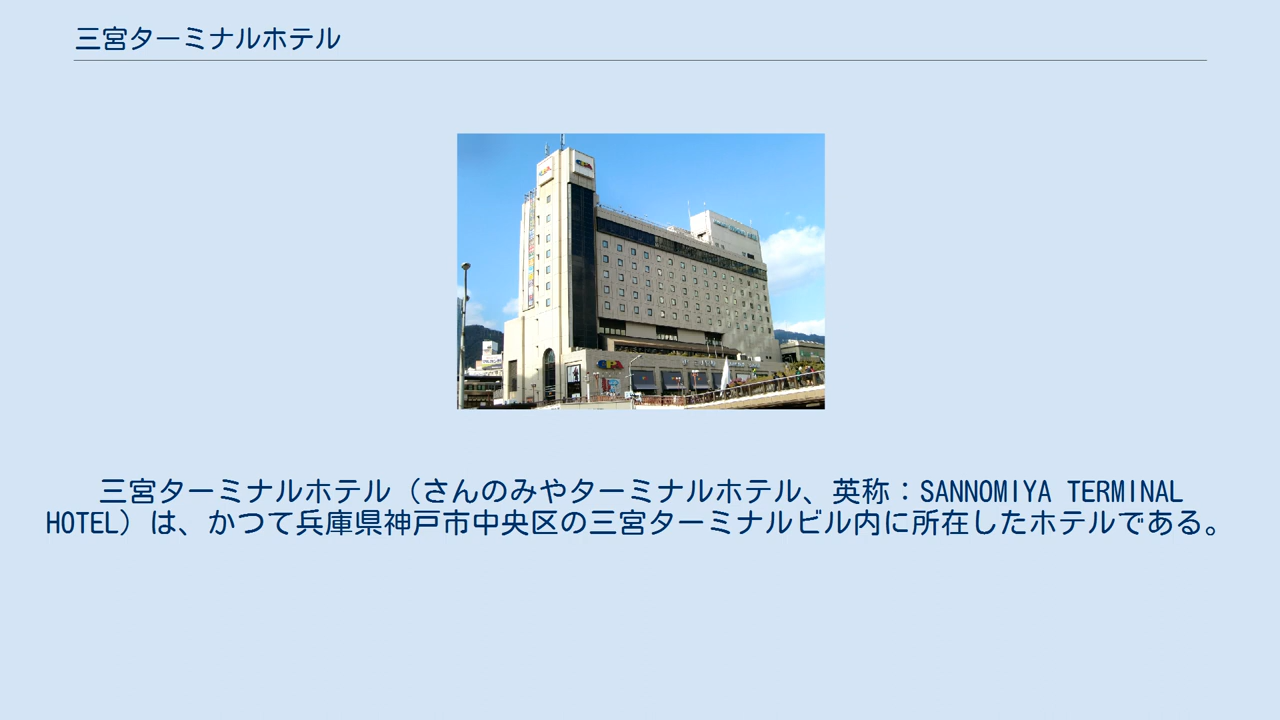 三宮ターミナルホテル
三宮ターミナルホテル（さんのみやターミナルホテル、英称：SANNOMIYA TERMINAL
HOTEL）は、かつて兵庫県神戸市中央区の三宮ターミナルビル内に所在したホテルである。